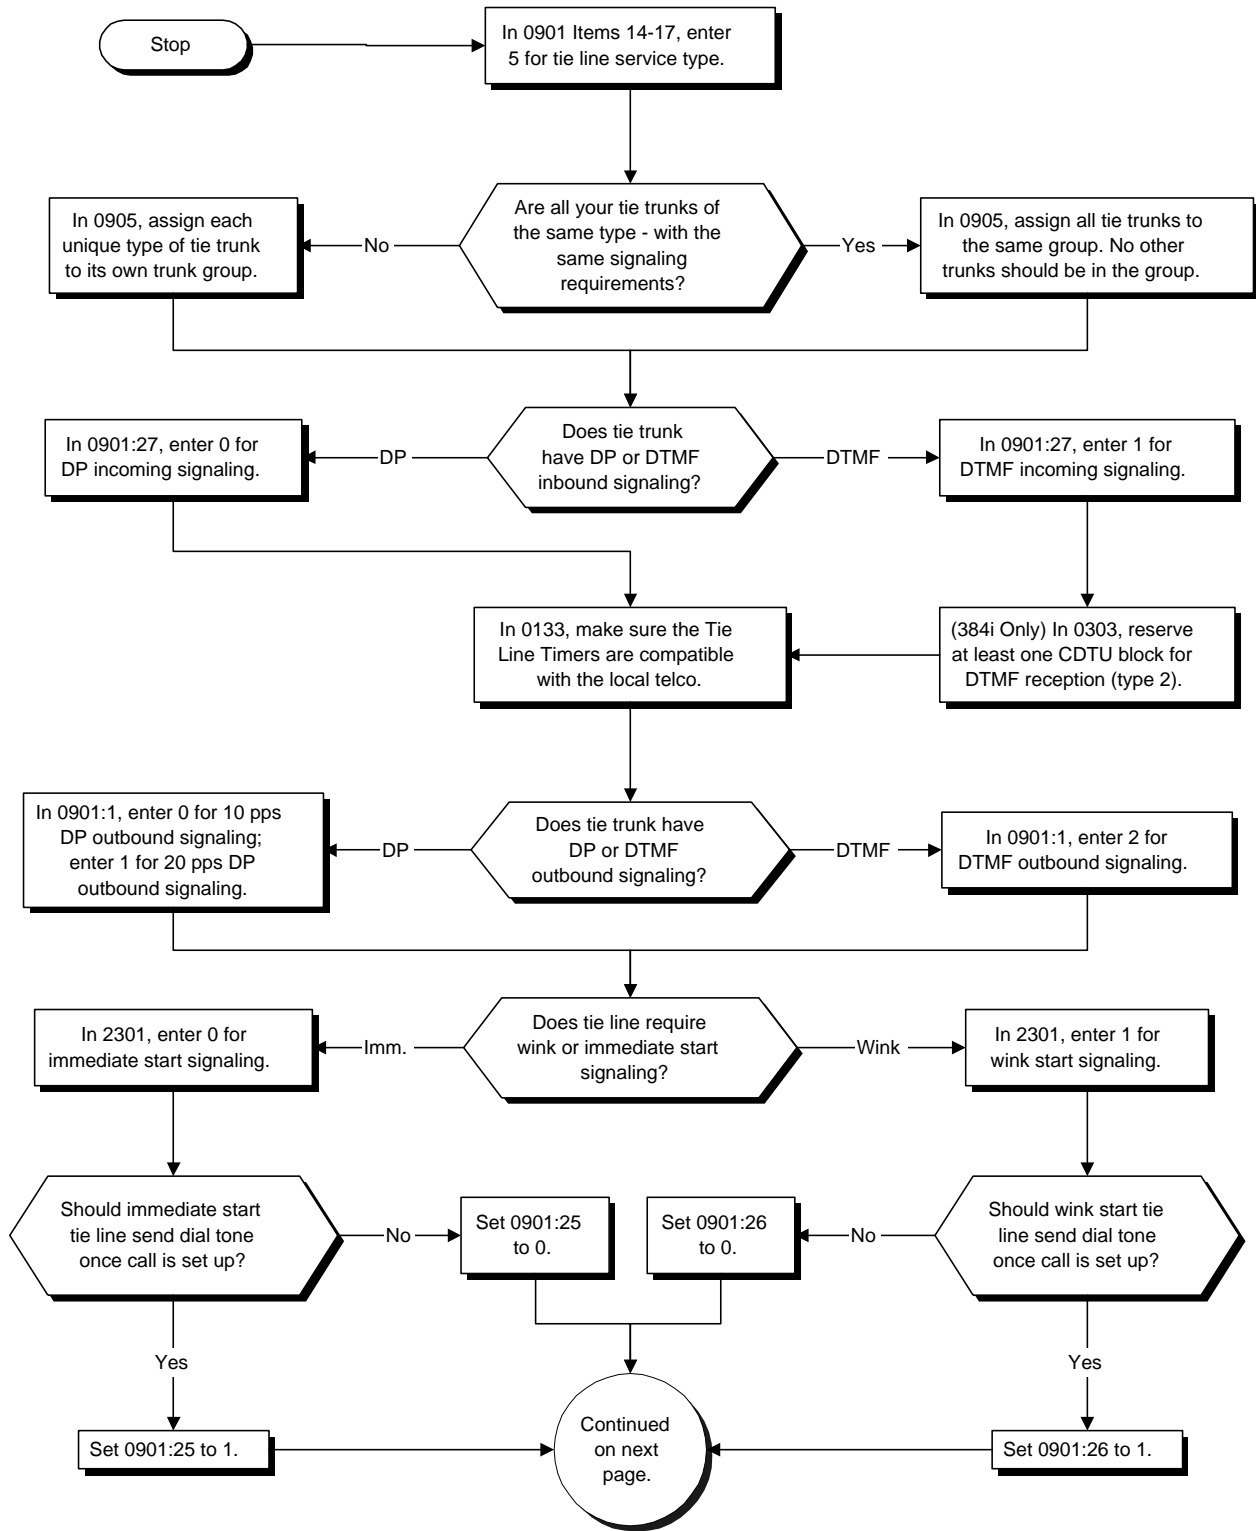 Stop
In 0901 Items 14-17, enter
5 for tie line service type.
In 0905, assign each
unique type of tie trunk
to its own trunk group.
No
Are all your tie trunks of
the same type - with the
same signaling
requirements?
Yes
In 0905, assign all tie trunks to
the same group. No other
trunks should be in the group.
In 0901:27, enter 0 for
DP incoming signaling.
DP
Does tie trunk
have DP or DTMF
inbound signaling?
DTMF
In 0901:27, enter 1 for
DTMF incoming signaling.
In 0133, make sure the Tie
Line Timers are compatible
with the local telco.
(384i Only) In 0303, reserve
at least one CDTU block for
DTMF reception (type 2).
In 0901:1, enter 0 for 10 pps
DP outbound signaling;
enter 1 for 20 pps DP
outbound signaling.
DP
Does tie trunk have
DP or DTMF
outbound signaling?
DTMF
In 0901:1, enter 2 for
DTMF outbound signaling.
In 2301, enter 0 for
immediate start signaling.
Imm.
Does tie line require
wink or immediate start
signaling?
Wink
In 2301, enter 1 for
wink start signaling.
Should immediate start
tie line send dial tone
once call is set up?
No
Set 0901:25
to 0.
Set 0901:26
to 0.
No
Should wink start tie
line send dial tone
once call is set up?
Yes
Yes
Set 0901:25 to 1.
Continued
on next
page.
Set 0901:26 to 1.